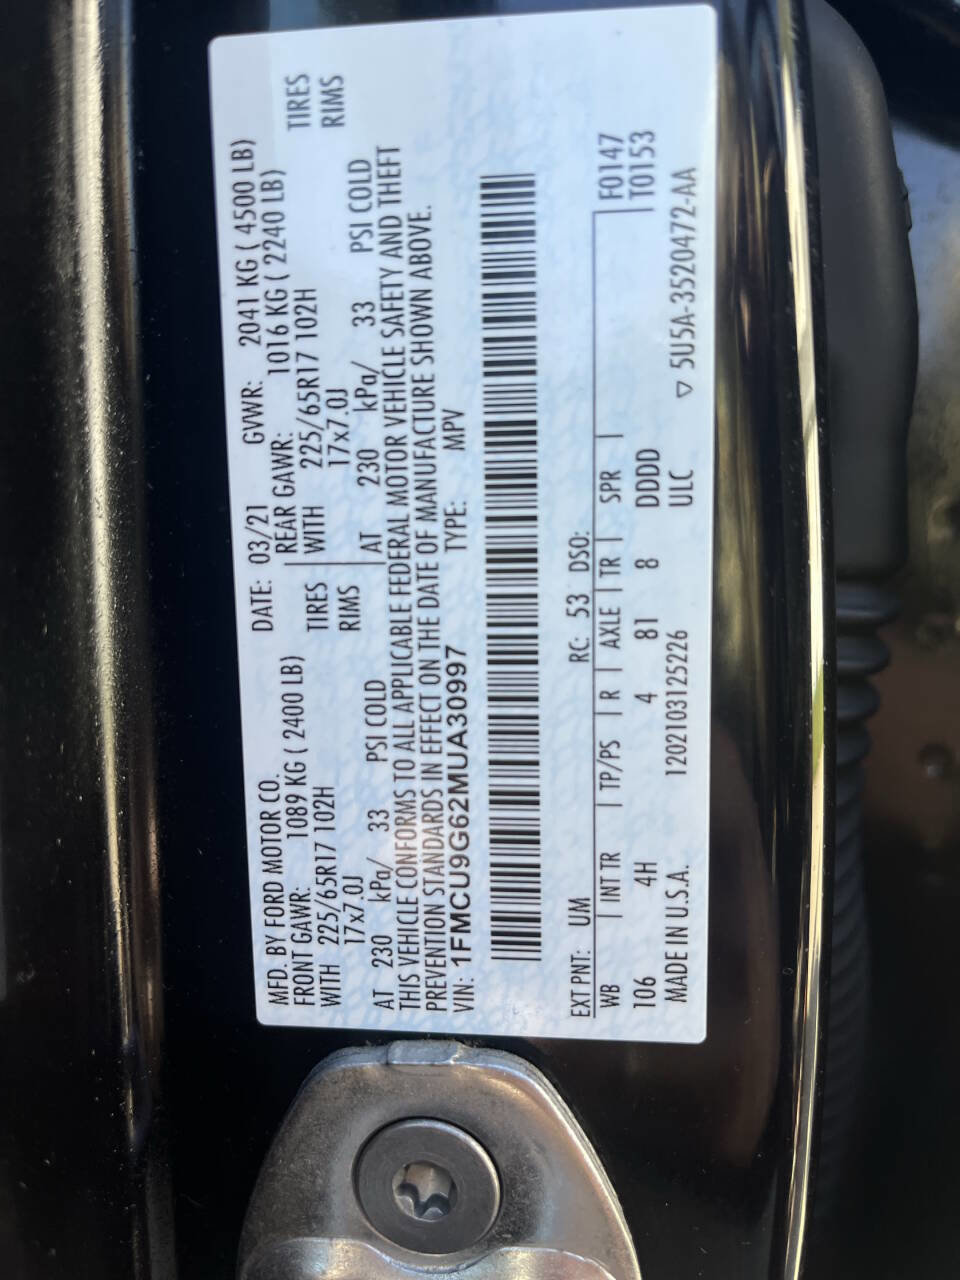 MFD. BY FORD MOTOR CO. DATE: 03/21 GVWR: 2041 KG ( 4500 LB)
FRONT GAWR: 1089 KG ( 2400 LB) REAR GAWR: 1016 KG ( 2240 LB)
WITH 225/65R17 102H TIRES WITH 225/65R17 102H TIRES
17x7.0J RIMS 17x7.0J RIMS
AT 230 kPa/ 33 PSI COLD AT 230 kPa/ 33 PSI COLD
THIS VEHICLE CONFORMS TO ALL APPLICABLE FEDERAL MOTOR VEHICLE SAFETY AND THEFT
PREVENTION STANDARDS IN EFFECT ON THE DATE OF MANUFACTURE SHOWN ABOVE.
VIN: 1FMCU9G62MUA30997 TYPE: MPV
EXT PNT: UM RC: 53 DSO:
WB INT TR TP/PS R AXLE TR SPR F0147
106 4H 4 81 8 DDDD T0153
MADE IN U.S.A. 120210312522​6 ULC ▽ 5U5A-3520472-AA